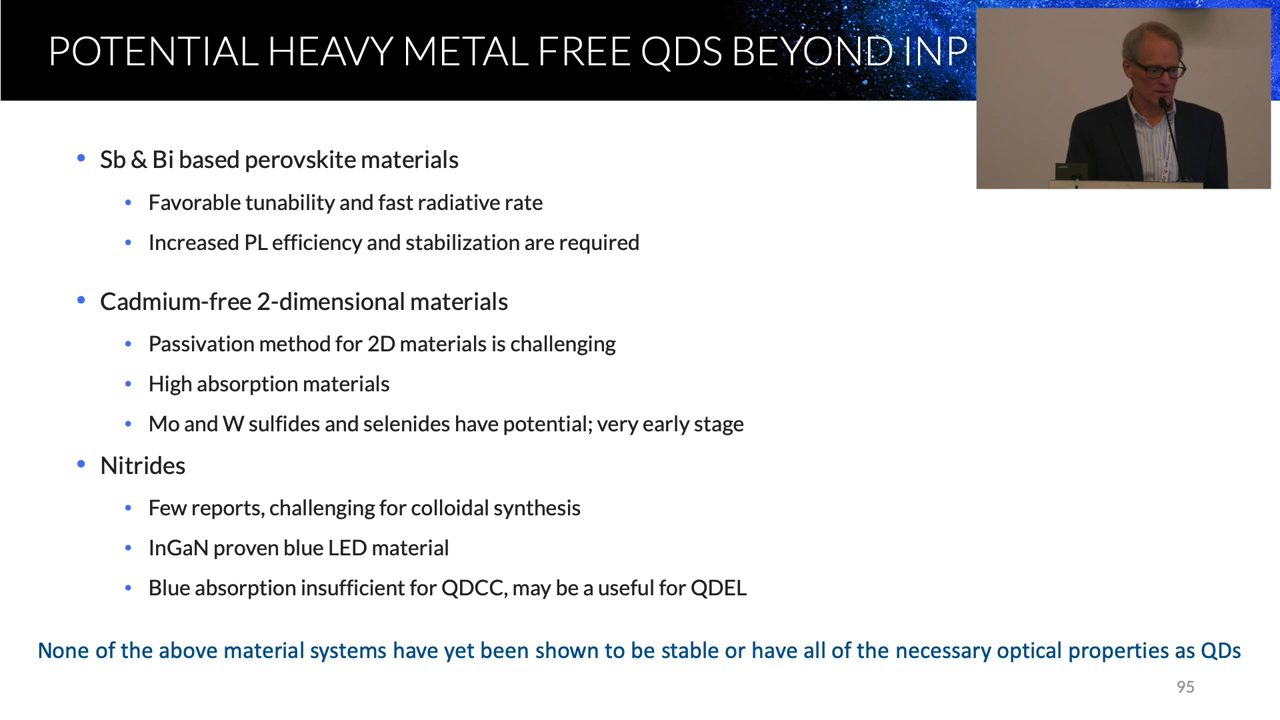 POTENTIAL HEAVY METAL FREE QDS BEYOND INP
• Sb & Bi based perovskite materials
• Favorable tunability and fast radiative rate
• Increased PL efficiency and stabilization are required
• Cadmium-free 2-dimensional materials
• Passivation method for 2D materials is challenging
• High absorption materials
• Mo and W sulfides and selenides have potential; very early stage
• Nitrides
• Few reports, challenging for colloidal synthesis
• InGaN proven blue LED material
• Blue absorption insufficient for QDCC, may be a useful for QDEL
None of the above material systems have yet been shown to be stable or have all of the necessary optical properties as QDs
95